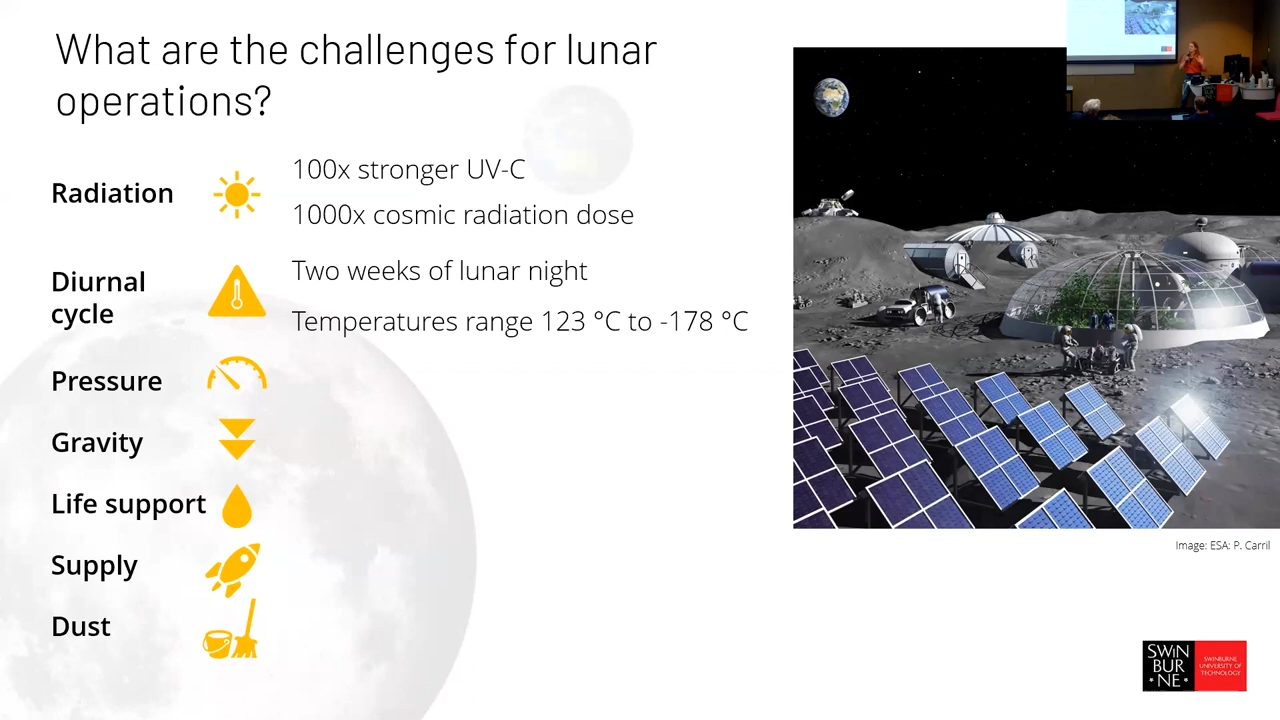 What are the challenges for lunar
operations?
Radiation
100x stronger UV-C
1000x cosmic radiation dose
Diurnal
cycle
Two weeks of lunar night
Temperatures range 123 °C to -178 °C
Pressure
Gravity
Life support
Supply
Dust
Image: ESA: P. Carril
SWiN
BUR
NE
SWINBURNE
UNIVERSITY OF
TECHNOLOGY